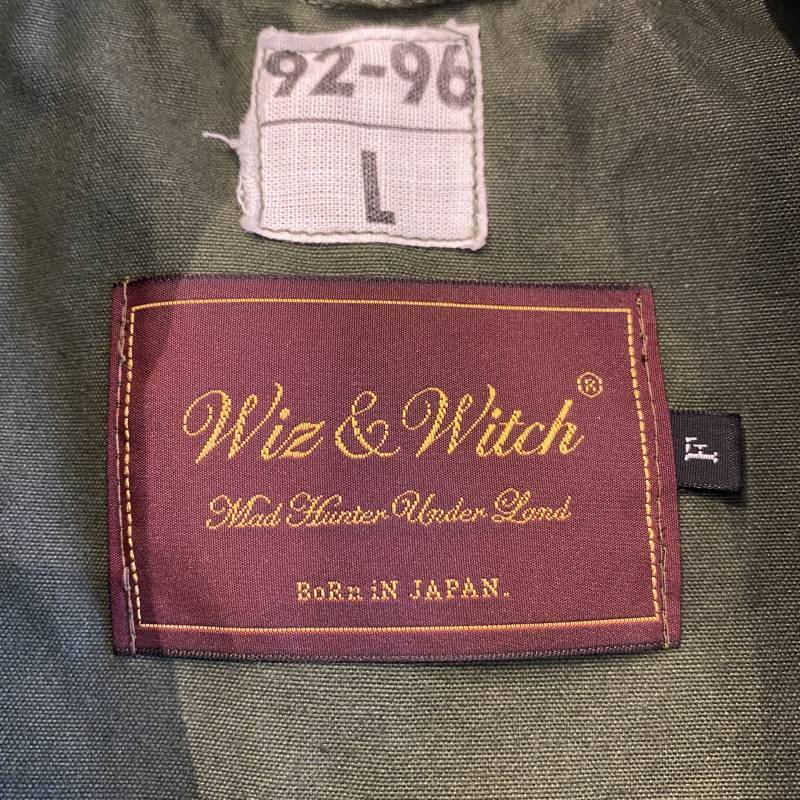 92-96
L
Wiz & Witch ®
Mad Hunter Under Land
BoRn iN JAPAN.
F